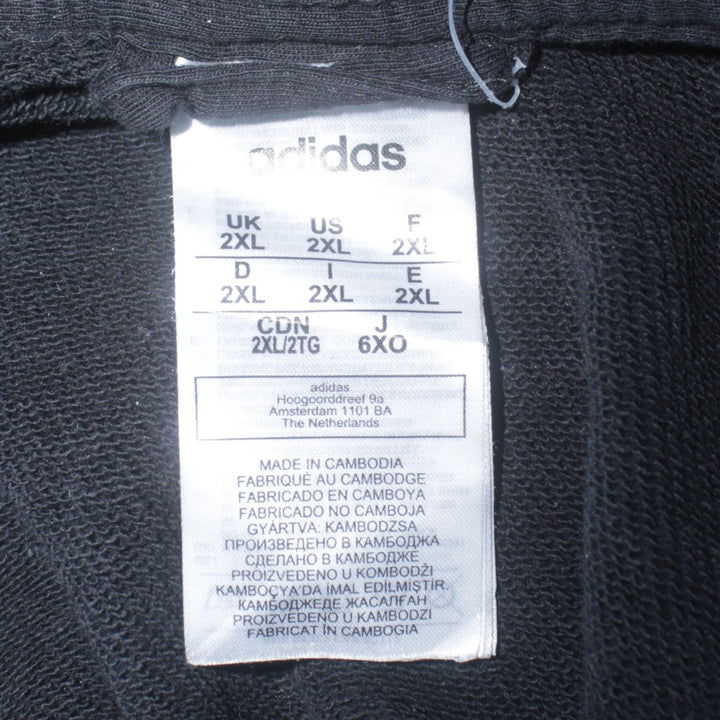 adidas
UK US F
2XL 2XL 2XL
D I E
2XL 2XL 2XL
CDN J
2XL/2TG 6XO
adidas
Hoogoorddreef 9a
Amsterdam 1101 BA
The Netherlands
MADE IN CAMBODIA
FABRIQUÉ AU CAMBODGE
FABRICADO EN CAMBOYA
FABRICADO NO CAMBOJA
GYÁRTVA: KAMBODZSA
ПРОИЗВЕДЕНО В КАМБОДЖА
СДЕЛАНО В КАМБОДЖЕ
PROIZVEDENO U KOMBODŽI
KAMBOÇYA'DA İMAL EDİLMİŞTİR.
КАМБОДЖЕДЕ ЖАСАЛҒАН
PROIZVEDENO U KAMBODZI
FABRICAT ÎN CAMBOGIA